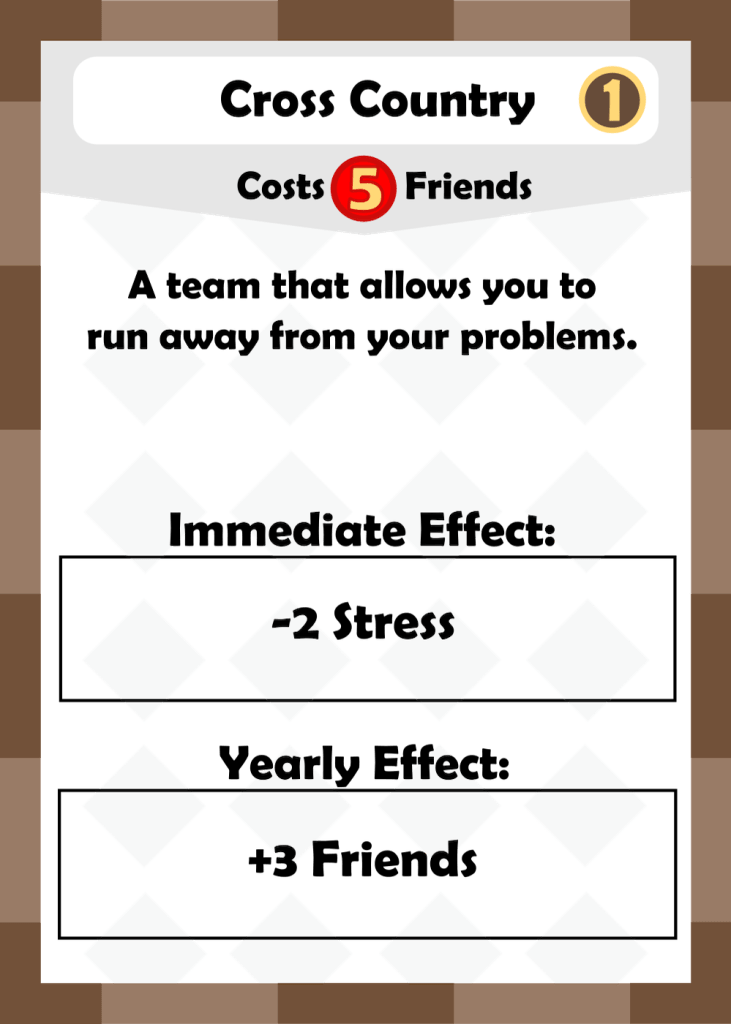 Cross Country 1
Costs 5 Friends
A team that allows you to
run away from your problems.
Immediate Effect:
-2 Stress
Yearly Effect:
+3 Friends